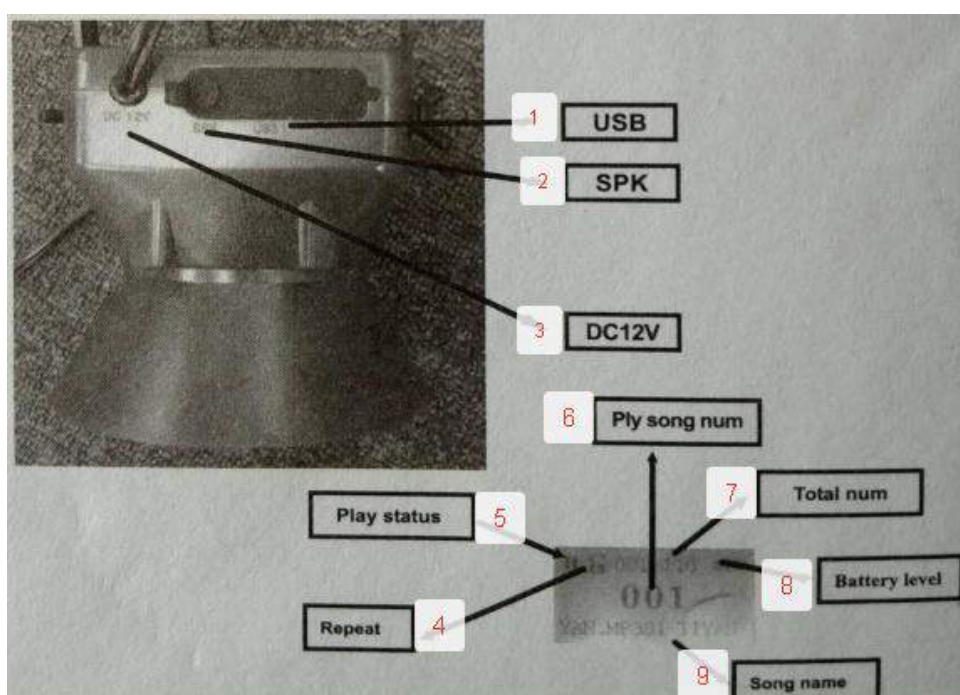 DC 12V
SPK
USB
1 USB
2 SPK
3 DC12V
6 Ply song num
7 Total num
5 Play status
8 Battery level
001
4 Repeat
9 Song name